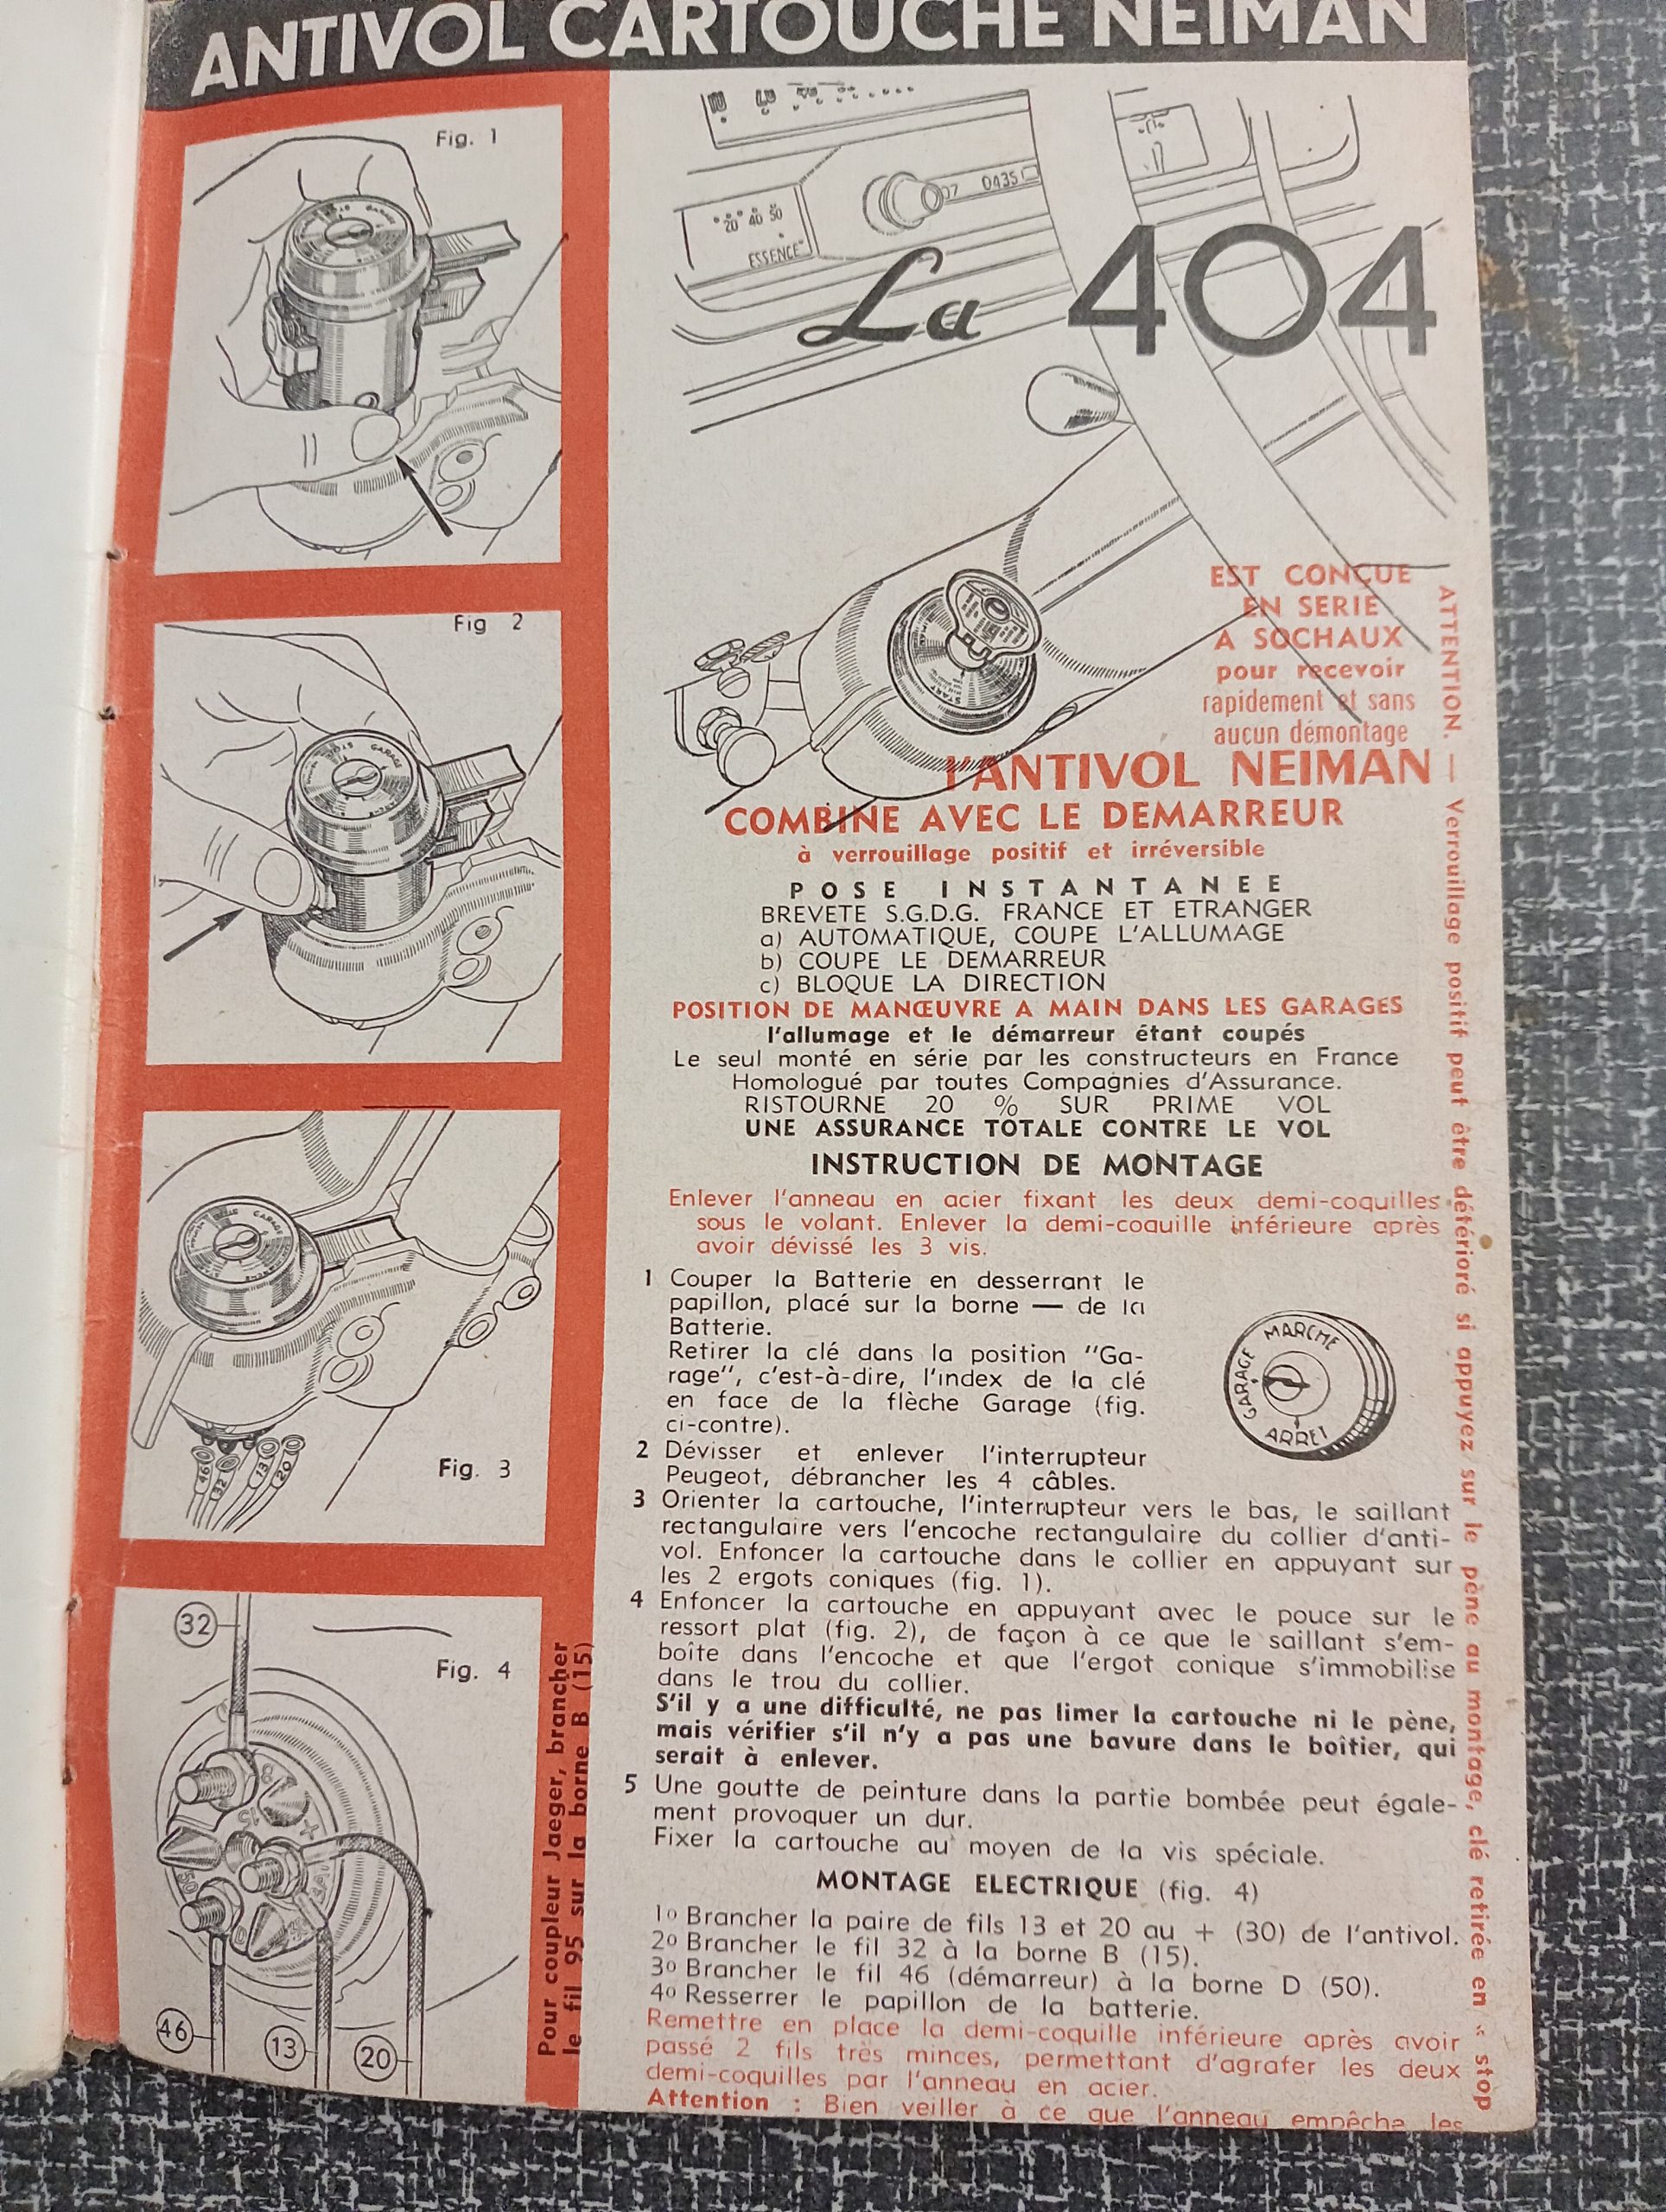 ANTIVOL CARTOUCHE NEIMAN
Fig. 1
Fig 2
Fig. 3
46
32
13
20
32
Fig. 4
46
13
20
Pour coupleur Jaeger, brancher
le fil 95 sur la borne B (15)
20 40 50
ESSENCE
0435
La 404
EST CONÇUE
EN SERIE
A SOCHAUX
pour recevoir
rapidement et sans
aucun démontage
l'ANTIVOL NEIMAN
COMBINE AVEC LE DEMARREUR
à verrouillage positif et irréversible
POSE INSTANTANEE
BREVETE S.G.D.G. FRANCE ET ETRANGER
a) AUTOMATIQUE, COUPE L'ALLUMAGE
b) COUPE LE DEMARREUR
c) BLOQUE LA DIRECTION
POSITION DE MANŒUVRE A MAIN DANS LES GARAGES
l'allumage et le démarreur étant coupés
Le seul monté en série par les constructeurs en France
Homologué par toutes Compagnies d'Assurance.
RISTOURNE 20 % SUR PRIME VOL
UNE ASSURANCE TOTALE CONTRE LE VOL
INSTRUCTION DE MONTAGE
Enlever l'anneau en acier fixant les deux demi-coquilles
sous le volant. Enlever la demi-coquille inférieure après
avoir dévissé les 3 vis.
1 Couper la Batterie en desserrant le
papillon, placé sur la borne — de la
Batterie.
Retirer la clé dans la position "Ga-
rage", c'est-à-dire, l'index de la clé
en face de la flèche Garage (fig.
ci-contre).
MARCHE
GARAGE
ARRET
2 Dévisser et enlever l'interrupteur
Peugeot, débrancher les 4 câbles.
3 Orienter la cartouche, l'interrupteur vers le bas, le saillant
rectangulaire vers l'encoche rectangulaire du collier d'anti-
vol. Enfoncer la cartouche dans le collier en appuyant sur
les 2 ergots coniques (fig. 1).
4 Enfoncer la cartouche en appuyant avec le pouce sur le
ressort plat (fig. 2), de façon à ce que le saillant s'em-
boîte dans l'encoche et que l'ergot conique s'immobilise
dans le trou du collier.
S'il y a une difficulté, ne pas limer la cartouche ni le pène,
mais vérifier s'il n'y a pas une bavure dans le boîtier, qui
serait à enlever.
5 Une goutte de peinture dans la partie bombée peut égale-
ment provoquer un dur.
Fixer la cartouche au moyen de la vis spéciale.
MONTAGE ELECTRIQUE (fig. 4)
1o Brancher la paire de fils 13 et 20 au + (30) de l'antivol.
2o Brancher le fil 32 à la borne B (15).
3o Brancher le fil 46 (démarreur) à la borne D (50).
4o Resserrer le papillon de la batterie.
Remettre en place la demi-coquille inférieure après avoir
passé 2 fils très minces, permettant d'agrafer les deux
demi-coquilles par l'anneau en acier.
Attention : Bien veiller à ce que l'anneau empêche les
ATTENTION. — Verrouillage positif peut être détérioré si appuyez sur le pène au montage, clé retirée en « stop